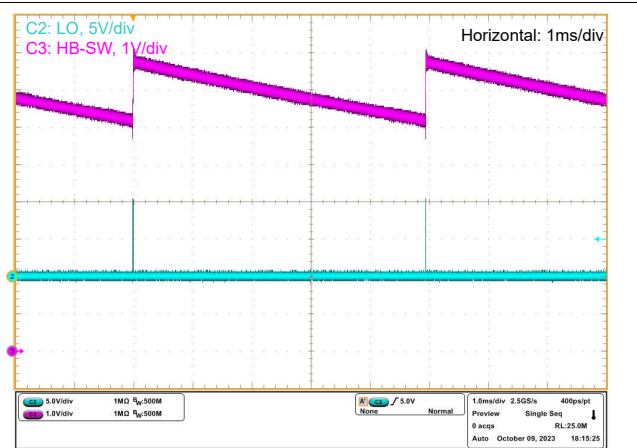 C2: LO, 5V/div
C3: HB-SW, 1V/div
Horizontal: 1ms/div
2
3
C2 5.0V/div 1MΩ BW:500M
C3 1.0V/div 1MΩ BW:500M
A' C2 5.0V
None Normal
1.0ms/div 2.5GS/s 400ps/pt
Preview Single Seq
0 acqs RL:25.0M
Auto October 09, 2023 18:15:25